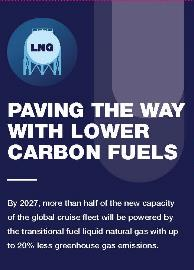 LNG
PAVING THE WAY
WITH LOWER
CARBON FUELS
By 2027, more than half of the new capacity
of the global cruise fleet will be powered by
the transitional fuel liquid natural gas with up
to 20% less greenhouse gas emissions.